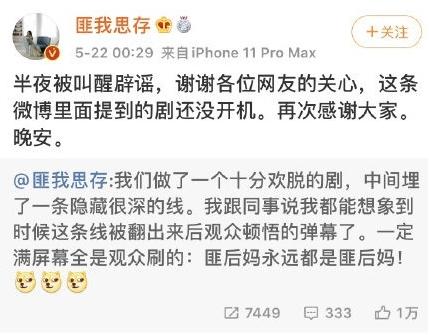 匪我思存
5-22 00:29 来自iPhone 11 Pro Max
+关注
半夜被叫醒辟谣，谢谢各位网友的关心，这条
微博里面提到的剧还没开机。再次感谢大家。
晚安。
@匪我思存:我们做了一个十分欢脱的剧，中间埋
了一条隐藏很深的线。我跟同事说我都能想象到
时候这条线被翻出来后观众顿悟的弹幕了。一定
满屏幕全是观众刷的：匪后妈永远都是匪后妈！
7449 333 1万